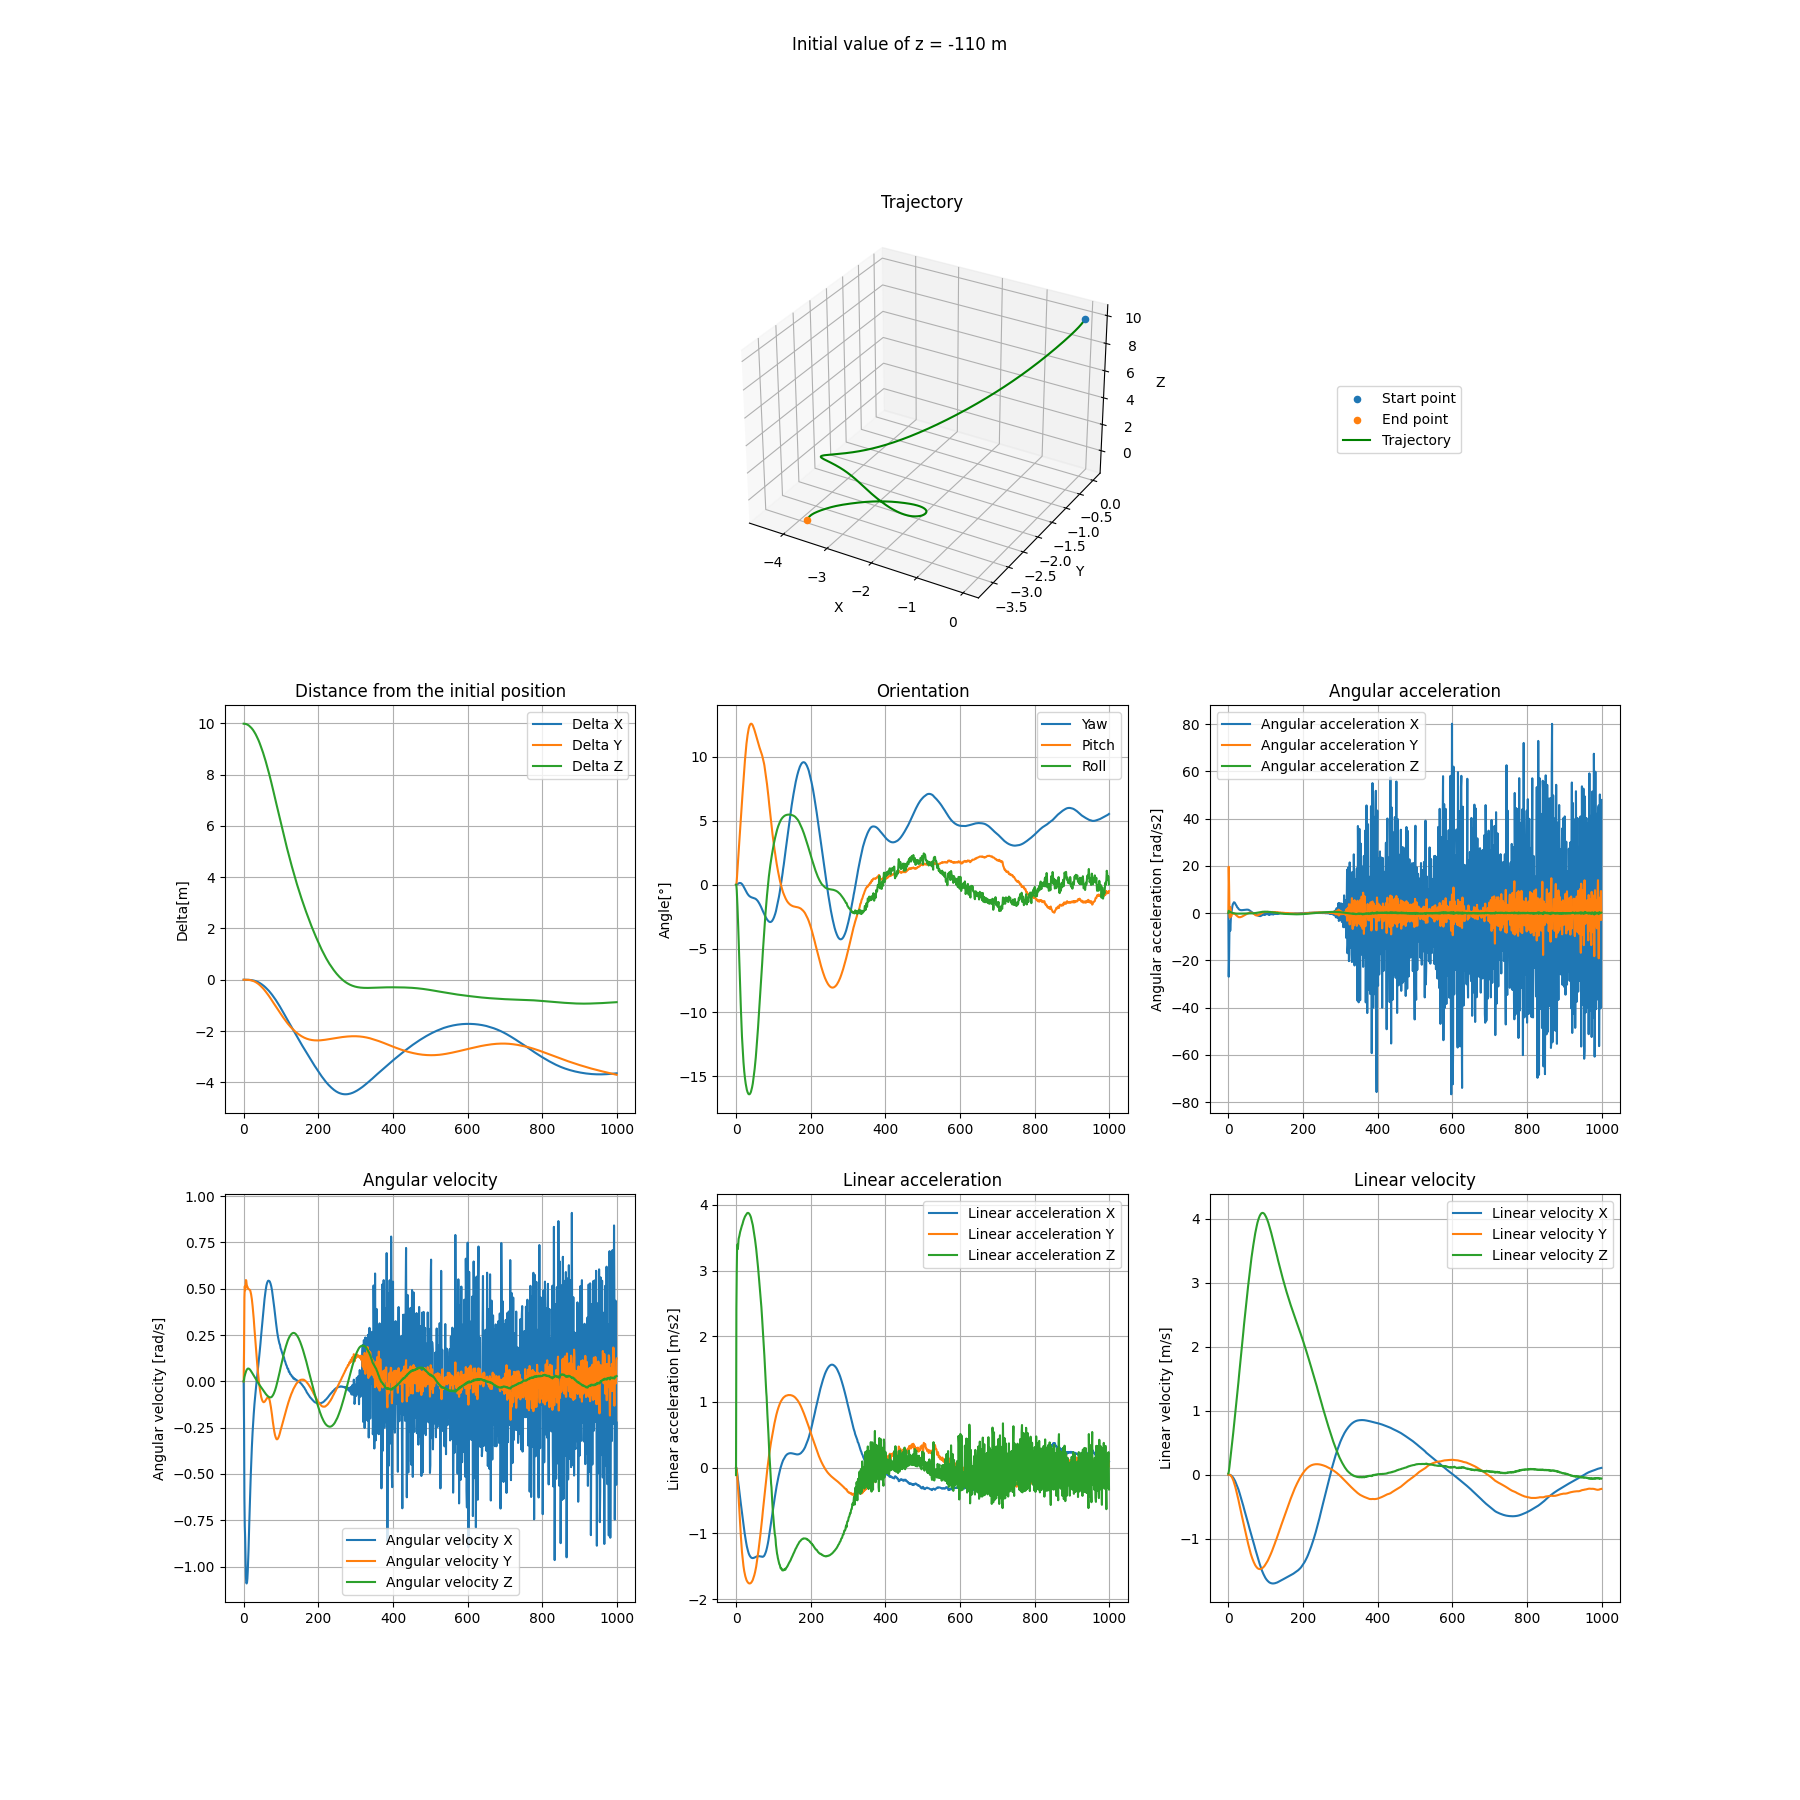 Initial value of z = -110 m
Trajectory
10
8
6
4
2
0
Z
0.0
−0.5
−1.0
−1.5
−2.0
−2.5
−3.0
−3.5
Y
−4
−3
−2
−1
0
X
Start point
End point
Trajectory
Distance from the initial position
Delta[m]
10
8
6
4
2
0
−2
−4
0 200 400 600 800 1000
Delta X
Delta Y
Delta Z
Orientation
Angle[°]
10
5
0
−5
−10
−15
0 200 400 600 800 1000
Yaw
Pitch
Roll
Angular acceleration
Angular acceleration [rad/s2]
80
60
40
20
0
−20
−40
−60
−80
0 200 400 600 800 1000
Angular acceleration X
Angular acceleration Y
Angular acceleration Z
Angular velocity
Angular velocity [rad/s]
1.00
0.75
0.50
0.25
0.00
−0.25
−0.50
−0.75
−1.00
0 200 400 600 800 1000
Angular velocity X
Angular velocity Y
Angular velocity Z
Linear acceleration
Linear acceleration [m/s2]
4
3
2
1
0
−1
−2
0 200 400 600 800 1000
Linear acceleration X
Linear acceleration Y
Linear acceleration Z
Linear velocity
Linear velocity [m/s]
4
3
2
1
0
−1
0 200 400 600 800 1000
Linear velocity X
Linear velocity Y
Linear velocity Z